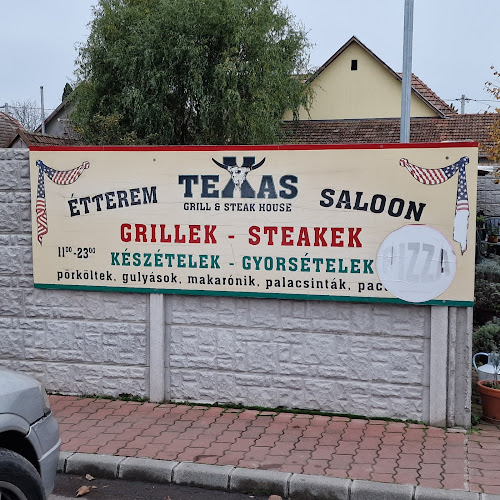 ÉTTEREM TEXAS SALOON
GRILL & STEAK HOUSE
GRILLEK - STEAKEK
11⁰⁰-23⁰⁰ KÉSZÉTELEK - GYORSÉTELEK
PIZZA
pörköltek, gulyások, makarónik, palacsinták,